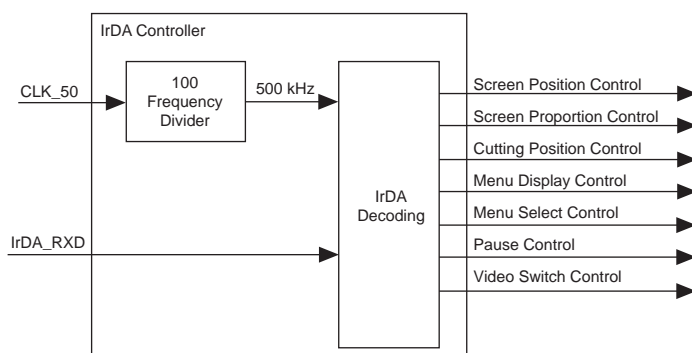 IrDA Controller
CLK_50
100
Frequency
Divider
500 kHz
IrDA_RXD
IrDA
Decoding
Screen Position Control
Screen Proportion Control
Cutting Position Control
Menu Display Control
Menu Select Control
Pause Control
Video Switch Control